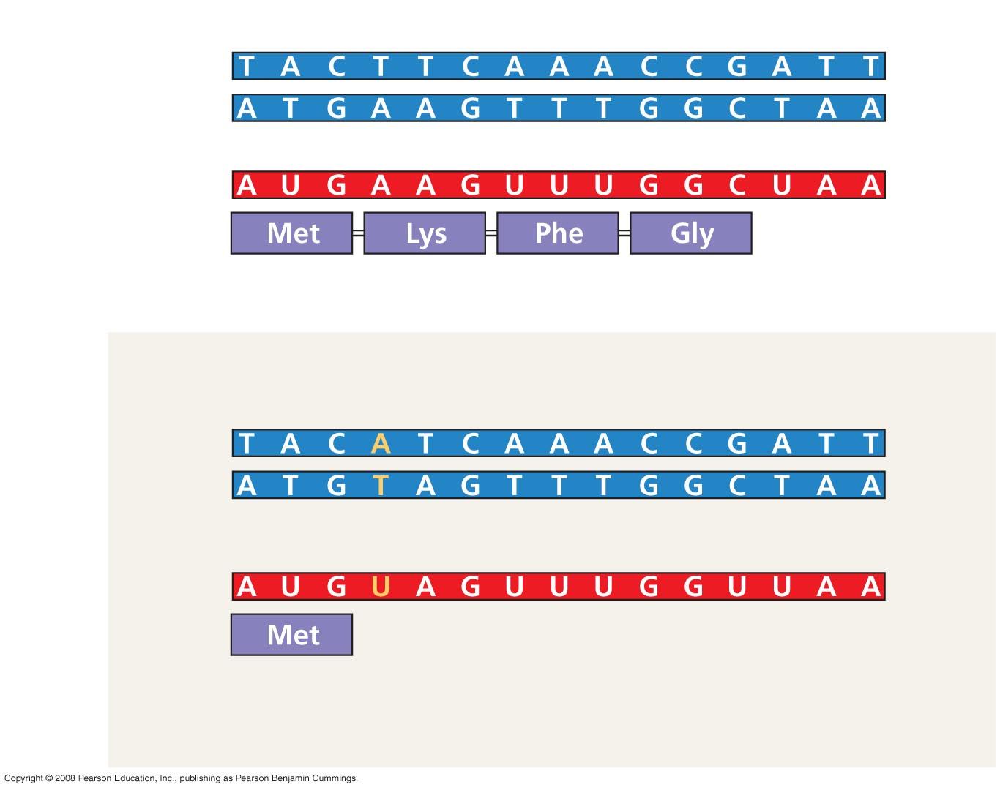 T A C T T C A A A C C G A T T
A T G A A G T T T G G C T A A
A U G A A G U U U G G C U A A
Met Lys Phe Gly
T A C A T C A A A C C G A T T
A T G T A G T T T G G C T A A
A U G U A G U U U G G U U A A
Met
Copyright © 2008 Pearson Education, Inc., publishing as Pearson Benjamin Cummings.